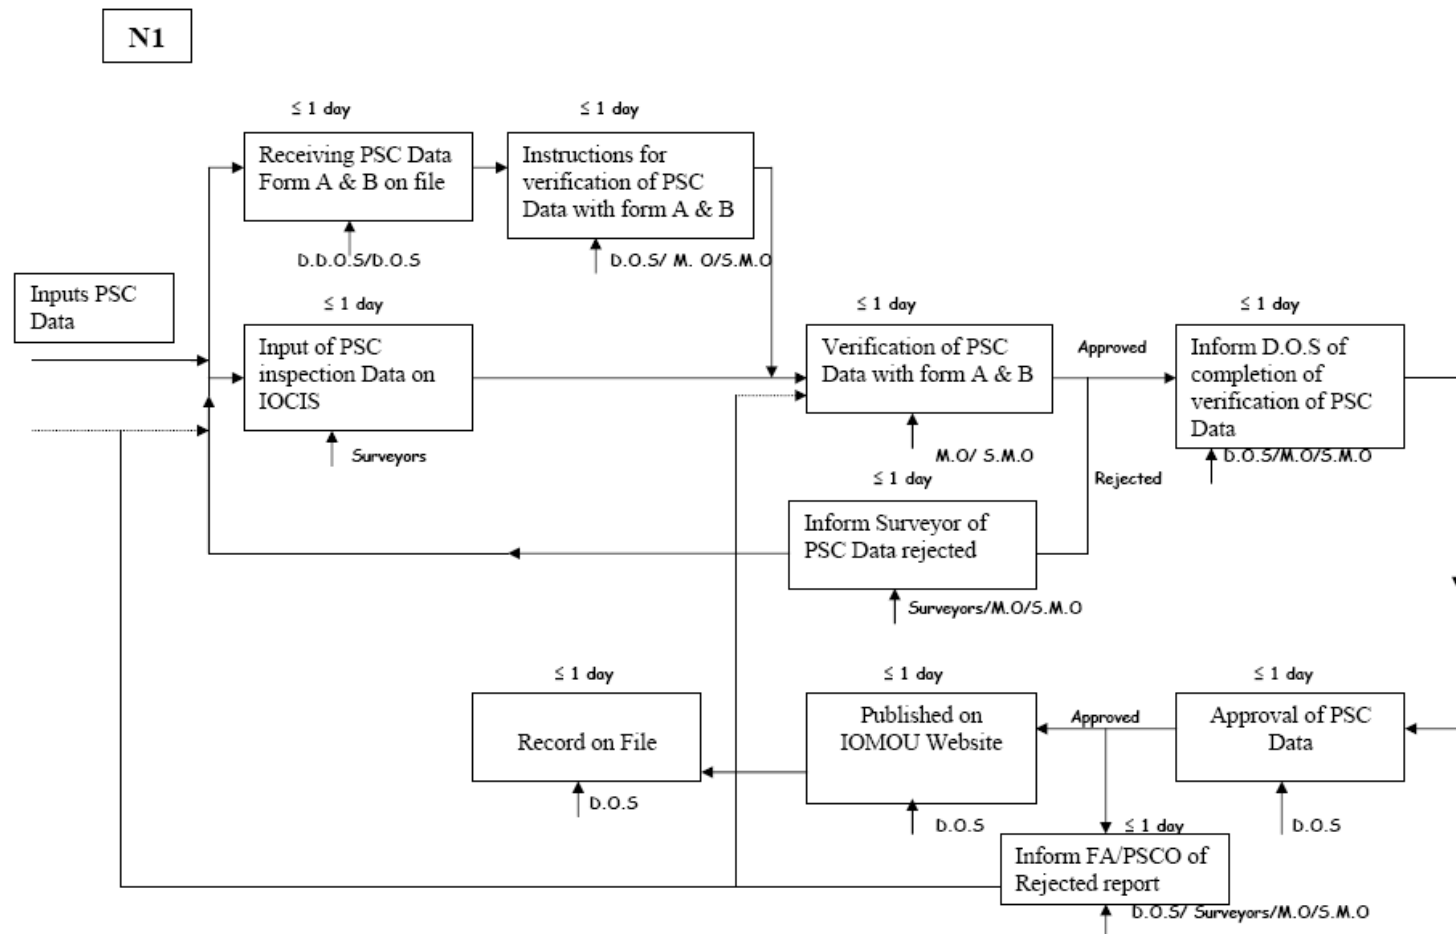 N1
≤ 1 day
≤ 1 day
Receiving PSC Data
Form A & B on file
Instructions for
verification of PSC
Data with form A & B
D.D.O.S/D.O.S
D.O.S/ M. O/S.M.O
Inputs PSC
Data
≤ 1 day
≤ 1 day
≤ 1 day
Input of PSC
inspection Data on
IOCIS
Verification of PSC
Data with form A & B
Approved
Inform D.O.S of
completion of
verification of PSC
Data
Surveyors
M.O/ S.M.O
D.O.S/M.O/S.M.O
≤ 1 day
Rejected
Inform Surveyor of
PSC Data rejected
Surveyors/M.O/S.M.O
≤ 1 day
≤ 1 day
≤ 1 day
Record on File
Published on
IOMOU Website
Approved
Approval of PSC
Data
D.O.S
D.O.S
D.O.S
≤ 1 day
Inform FA/PSCO of
Rejected report
D.O.S/ Surveyors/M.O/S.M.O